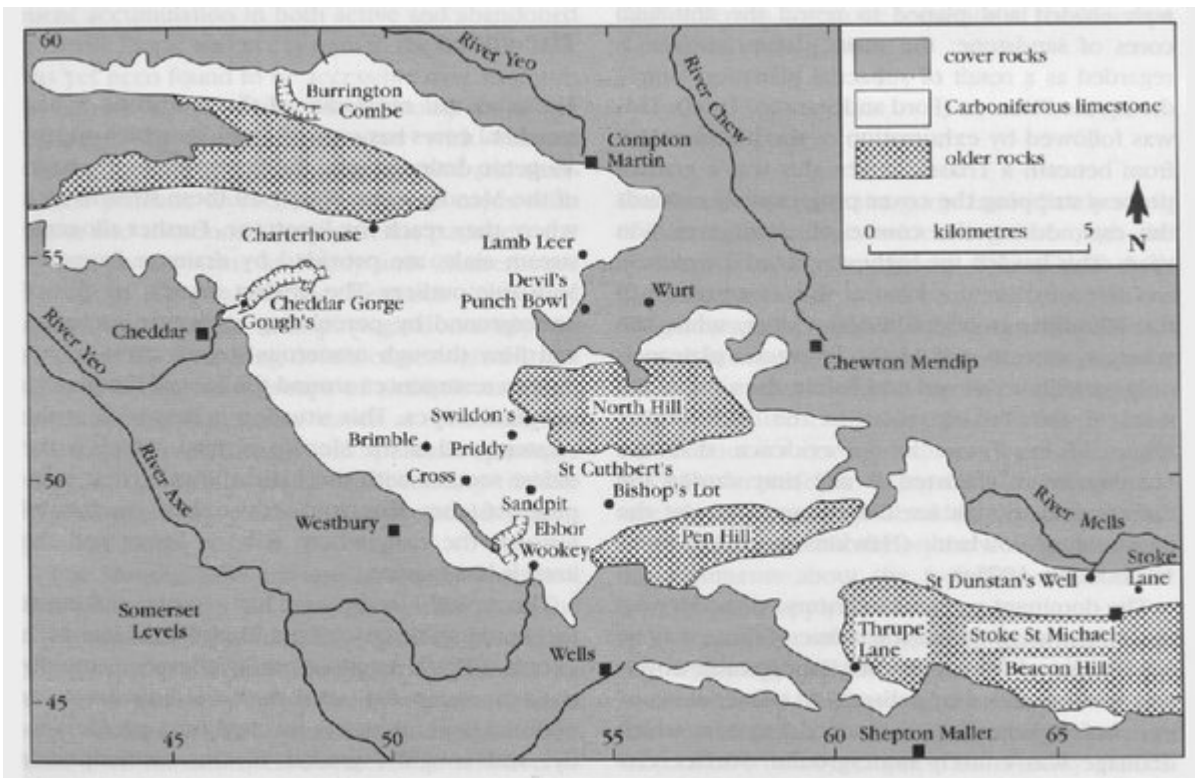 60
River Yeo
River Chew
cover rocks
Carboniferous limestone
older rocks
Burrington
Combe
Compton
Martin
0 kilometres 5
N
Charterhouse
Lamb Leer
55
Devil's
Punch Bowl
Wurt
Cheddar Gorge
Gough's
Cheddar
River Yeo
Chewton Mendip
North Hill
Swildon's
Brimble
Priddy
St Cuthbert's
50
Cross
Bishop's Lot
Sandpit
River Axe
Westbury
Ebbor
Pen Hill
River Mells
Wookey
Stoke
Lane
St Dunstan's Well
Somerset
Levels
Thrupe
Lane
Stoke St Michael
Wells
Beacon Hill
45
Shepton Mallet
45
50
55
60
65